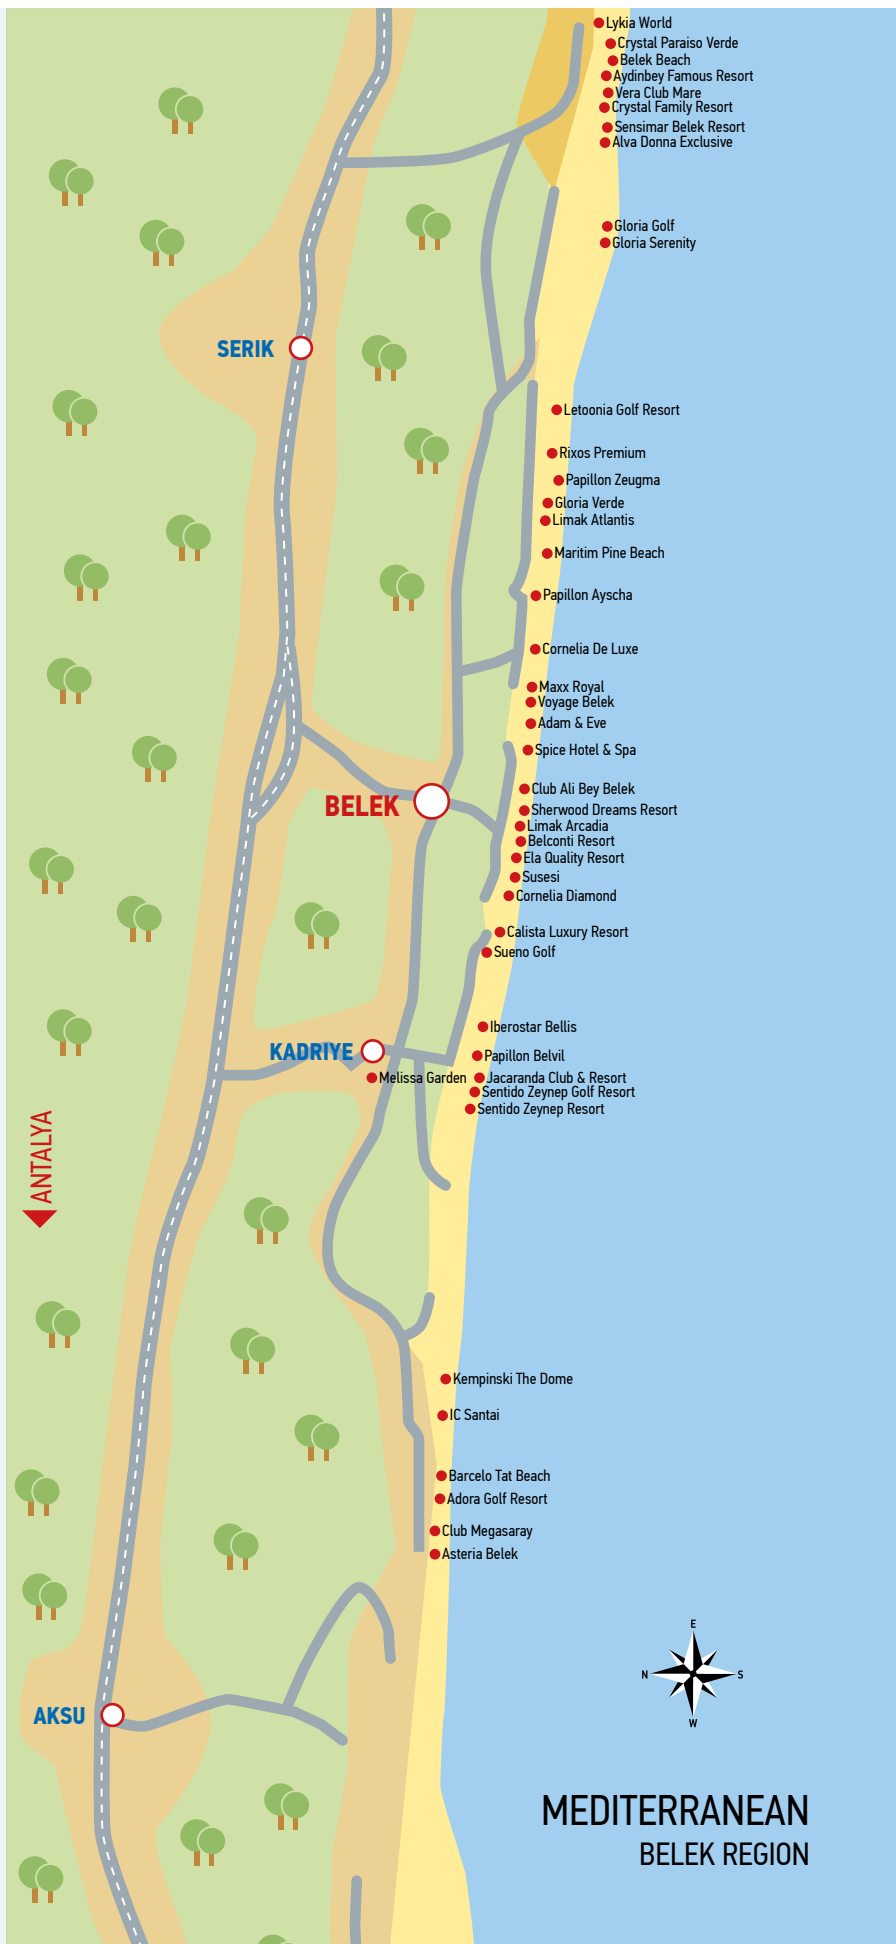 Lykia World
Crystal Paraiso Verde
Belek Beach
Aydinbey Famous Resort
Vera Club Mare
Crystal Family Resort
Sensimar Belek Resort
Alva Donna Exclusive
Gloria Golf
Gloria Serenity
SERIK
Letoonia Golf Resort
Rixos Premium
Papillon Zeugma
Gloria Verde
Limak Atlantis
Maritim Pine Beach
Papillon Ayscha
Cornelia De Luxe
Maxx Royal
Voyage Belek
Adam & Eve
Spice Hotel & Spa
Club Ali Bey Belek
BELEK
Sherwood Dreams Resort
Limak Arcadia
Belconti Resort
Ela Quality Resort
Susesi
Cornelia Diamond
Calista Luxury Resort
Sueno Golf
Iberostar Bellis
KADRIYE
Papillon Belvil
Melissa Garden
Jacaranda Club & Resort
Sentido Zeynep Golf Resort
Sentido Zeynep Resort
ANTALYA
Kempinski The Dome
IC Santai
Barcelo Tat Beach
Adora Golf Resort
Club Megasaray
Asteria Belek
E
N
S
W
AKSU
MEDITERRANEAN
BELEK REGION